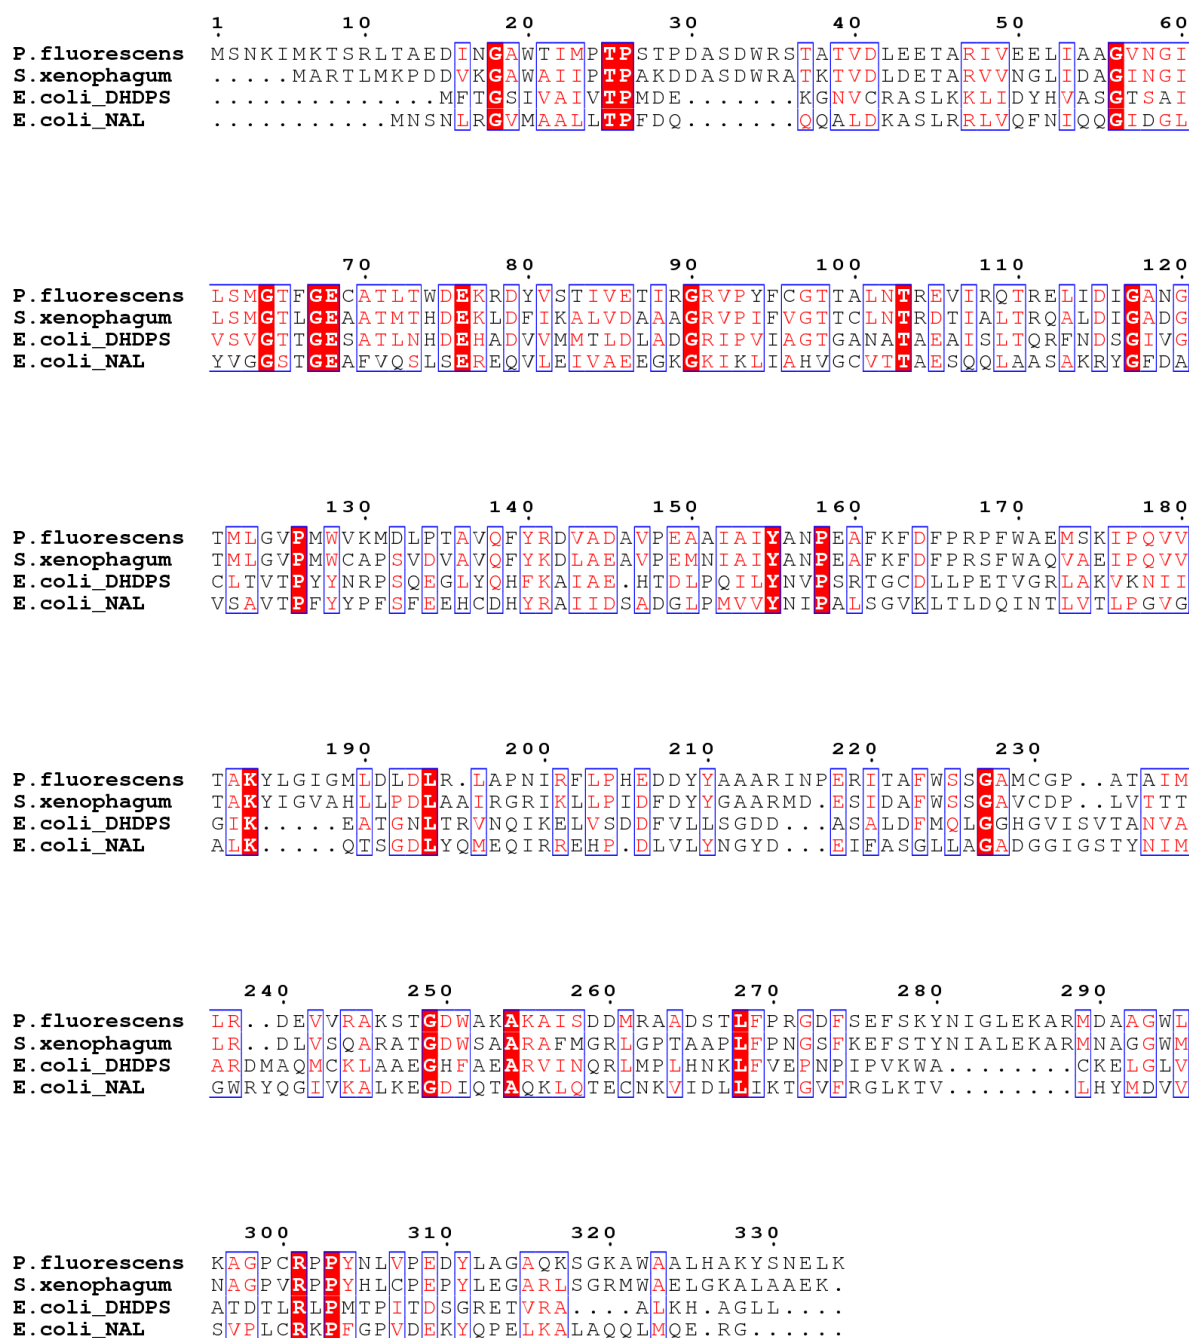 1 10 20 30 40 50 60
P.fluorescens MSNKIMKTSRLTAEDINGAWTIMPTPSTPDASDWRSTATVDLEETARIVEELIAAGVNGI
S.xenophagum .....MARTLMKPDDVKGAWAIIPTPAKDDASDWRATKTVDLDETARVVNGLIDAGINGI
E.coli_DHDPS ..............MFTGSIVAIVTPMDE.......KGNVCRASLKKLIDYHVASGTSAI
E.coli_NAL ...........MNSNLRGVMAALLTPFDQ.......QQALDKASLRRLVQFNIQQGIDGL
70 80 90 100 110 120
P.fluorescens LSMGTFGECATLTWDEKRDYVSTIVETIRGRVPYFCGTTALNTREVIRQTRELIDIGANG
S.xenophagum LSMGTLGEAATMTHDEKLDFIKALVDAAAGRVPIFVGTTCLNTRDTIALTRQALDIGADG
E.coli_DHDPS VSVGTTGESATLNHDEHADVVMMTLDLADGRIPVIAGTGANATAEAISLTQRFNDSGIVG
E.coli_NAL YVGGSTGEAFVQSLSEREQVLEIVAEEGKGKIKLIAHVGCVTTAESQQLAASAKRYGFDA
130 140 150 160 170 180
P.fluorescens TMLGVPMWVKMDLPTAVQFYRDVADAVPEAAIAIYANPEAFKFDFPRPFWAEMSKIPQVV
S.xenophagum TMLGVPMWCAPSVDVAVQFYKDLAEAVPEMNIAIYANPEAFKFDFPRSFWAQVAEIPQVV
E.coli_DHDPS CLTVTPYYNRPSQEGLYQHFKAIAE.HTDLPQILYNVPSRTGCDLLPETVGRLAKVKNII
E.coli_NAL VSAVTPFYYPFSFEEHCDHYRAIIDSADGLPMVVYNIPALSGVKLTLDQINTLVTLPGVG
190 200 210 220 230
P.fluorescens TAKYLGIGMLDLDLR.LAPNIRFLPHEDDYYAAARINPERITAFWSSGAMCGP..ATAIM
S.xenophagum TAKYIGVAHLLPDLAAIRGRIKLLPIDFDYYGAARMD.ESIDAFWSSGAVCDP..LVTTT
E.coli_DHDPS GIK.....EATGNLTRVNQIKELVSDDFVLLSGDD...ASALDFMQLGGHGVISVTANVA
E.coli_NAL ALK.....QTSGDLYQMEQIRREHP.DLVLYNGYD...EIFASGLLAGADGGIGSTYNIM
240 250 260 270 280 290
P.fluorescens LR..DEVVRAKSTGDWAKAKAISDDMRAADSTLFPRGDFSEFSKYNIGLEKARMDAAGWL
S.xenophagum LR..DLVSQARATGDWSAARAFMGRLGPTAAPLFPNGSFKEFSTYNIALEKARMNAGGWM
E.coli_DHDPS ARDMAQMCKLAAEGHFAEARVINQRLMPLHNKLFVEPNPIPVKWA........CKELGLV
E.coli_NAL GWRYQGIVKALKEGDIQTAQKLQTECNKVIDLLIKTGVFRGLKTV........LHYMDVV
300 310 320 330
P.fluorescens KAGPCRPPYNLVPEDYLAGAQKSGKAWAALHAKYSNELK
S.xenophagum NAGPVRPPYHLCPEPYLEGARLSGRMWAELGKALAAEK.
E.coli_DHDPS ATDTLRLPMTPITDSGRETVRA....ALKH.AGLL....
E.coli_NAL SVPLCRKPFGPVDEKYQPELKALAQQLMQE.RG......